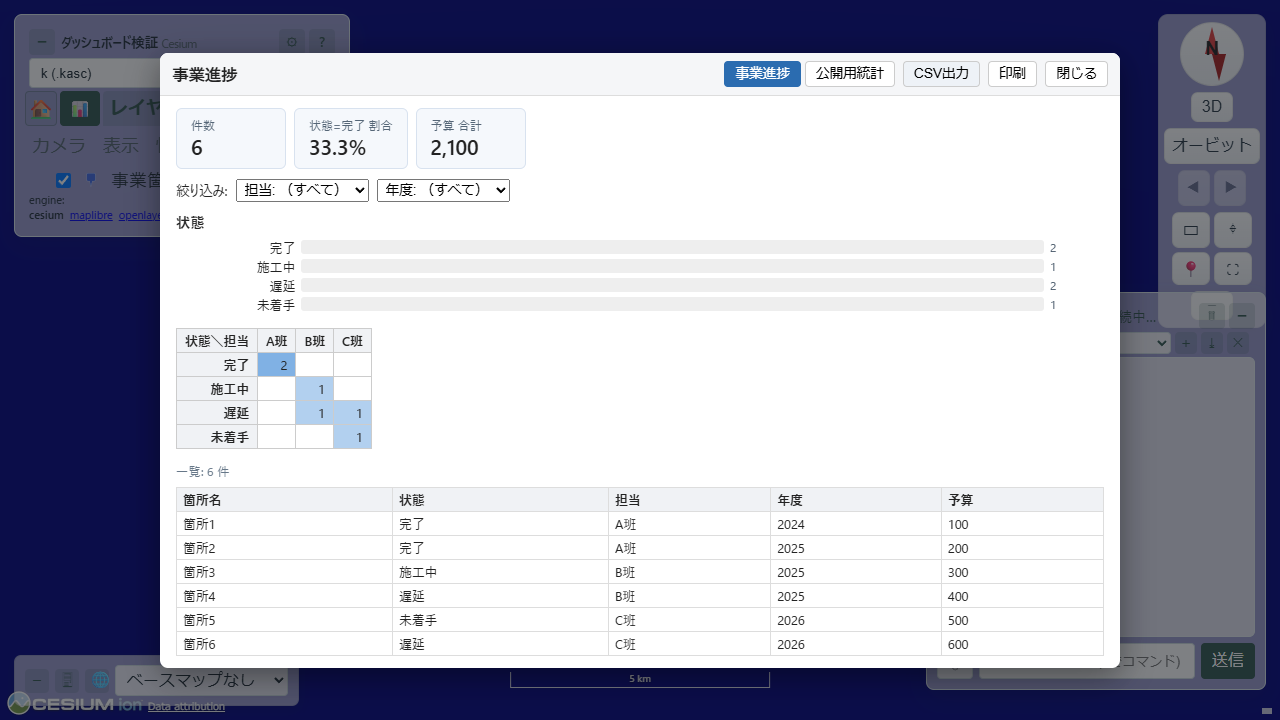 ダッシュボード検証 Cesium
?
k (.kasc)
レイヤ
カメラ 表示
事業箇
engine:
cesium maplibre openlaye
事業進捗
事業進捗 公開用統計 CSV出力 印刷 閉じる
件数
6
状態=完了 割合
33.3%
予算 合計
2,100
絞り込み: 担当: （すべて） 年度: （すべて）
状態
完了 2
施工中 1
遅延 2
未着手 1
状態＼担当 A班 B班 C班
完了 2
施工中 1
遅延 1 1
未着手 1
一覧: 6 件
箇所名 状態 担当 年度 予算
箇所1 完了 A班 2024 100
箇所2 完了 A班 2025 200
箇所3 施工中 B班 2025 300
箇所4 遅延 B班 2025 400
箇所5 未着手 C班 2026 500
箇所6 遅延 C班 2026 600
N
3D
オービット
続中...
コマンド)
送信
ベースマップなし
CESIUM ion Data attribution
5 km